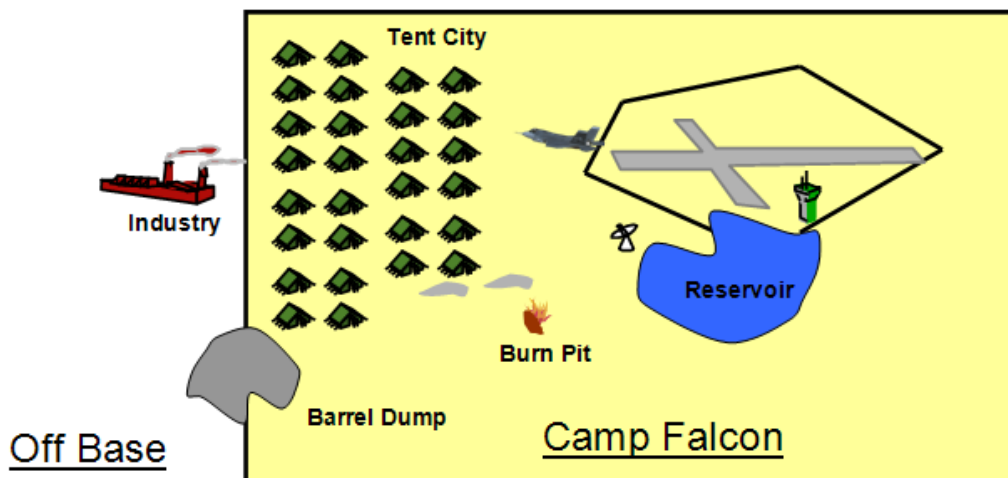 Tent City
Industry
Reservoir
Burn Pit
Barrel Dump
Off Base
Camp Falcon